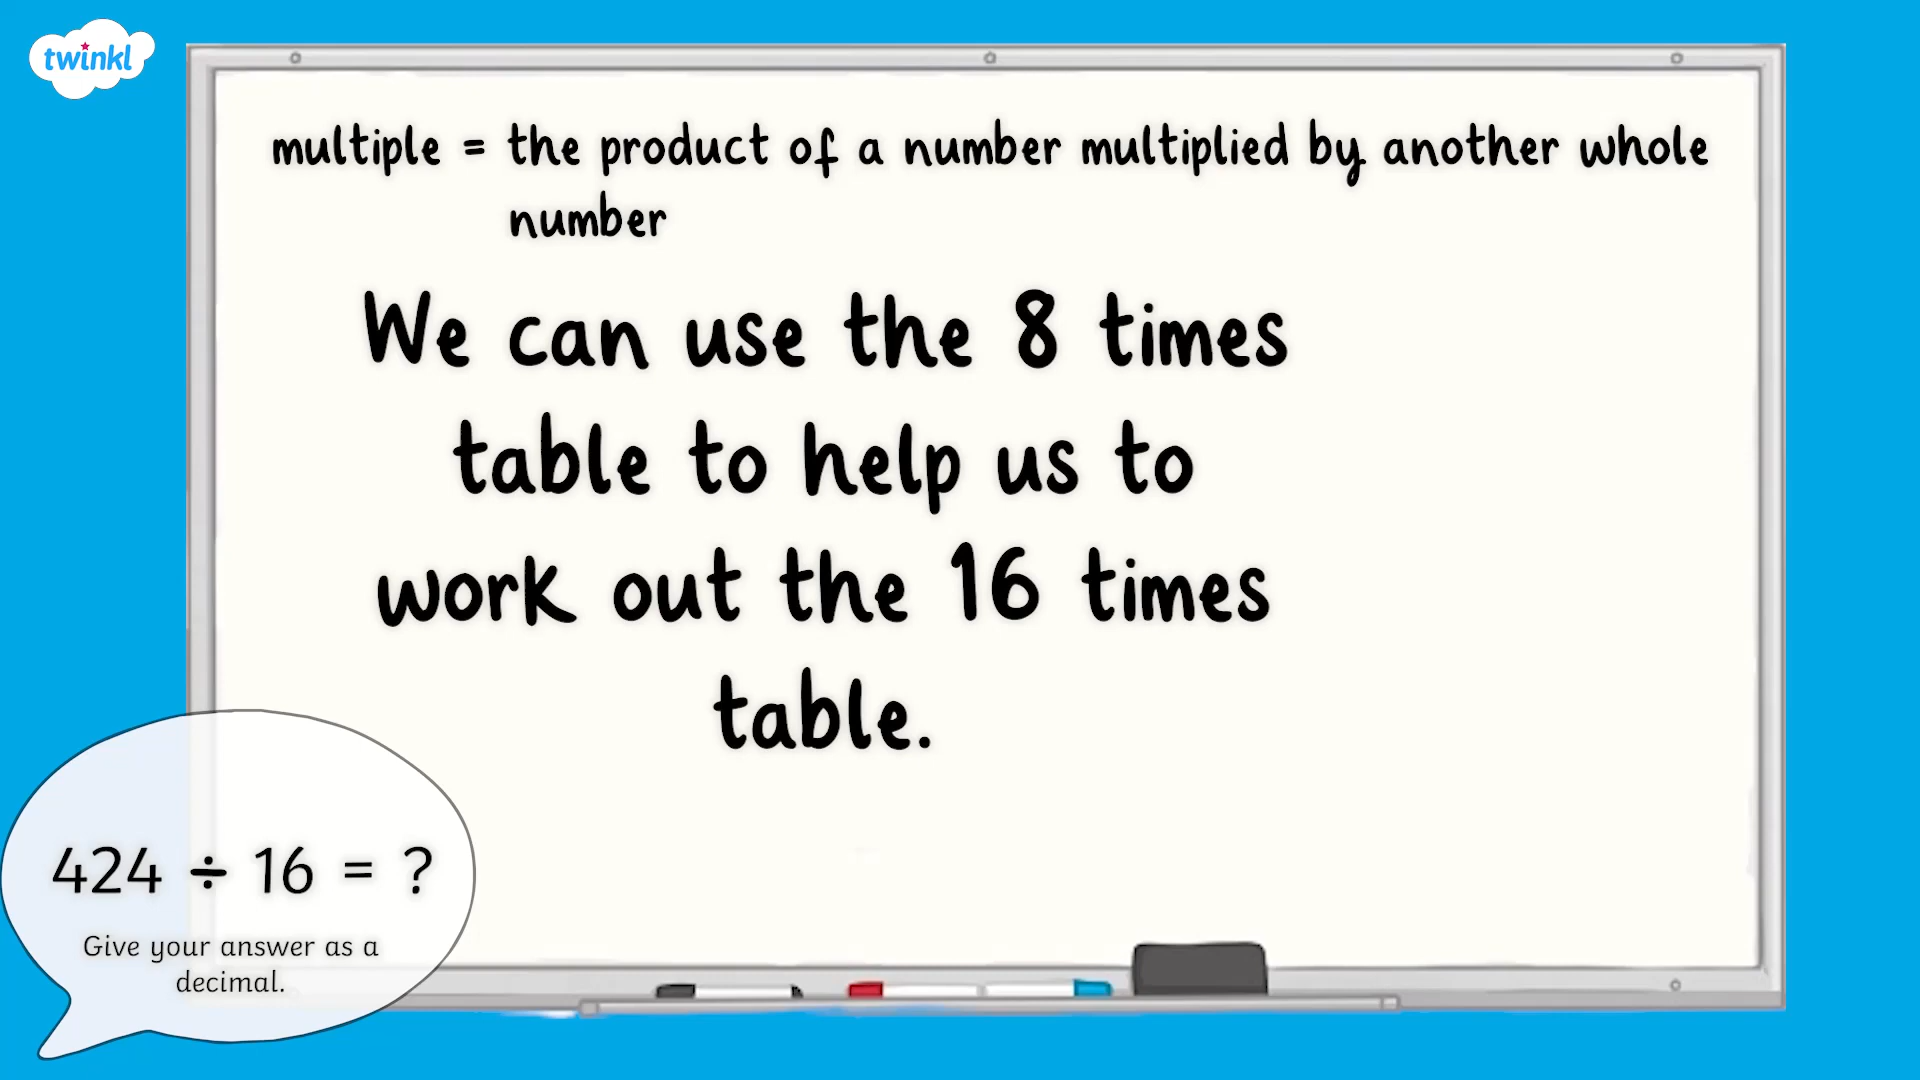 twinkl
multiple = the product of a number multiplied by another whole
number
We can use the 8 times
table to help us to
work out the 16 times
table.
424 ÷ 16 = ?
Give your answer as a
decimal.